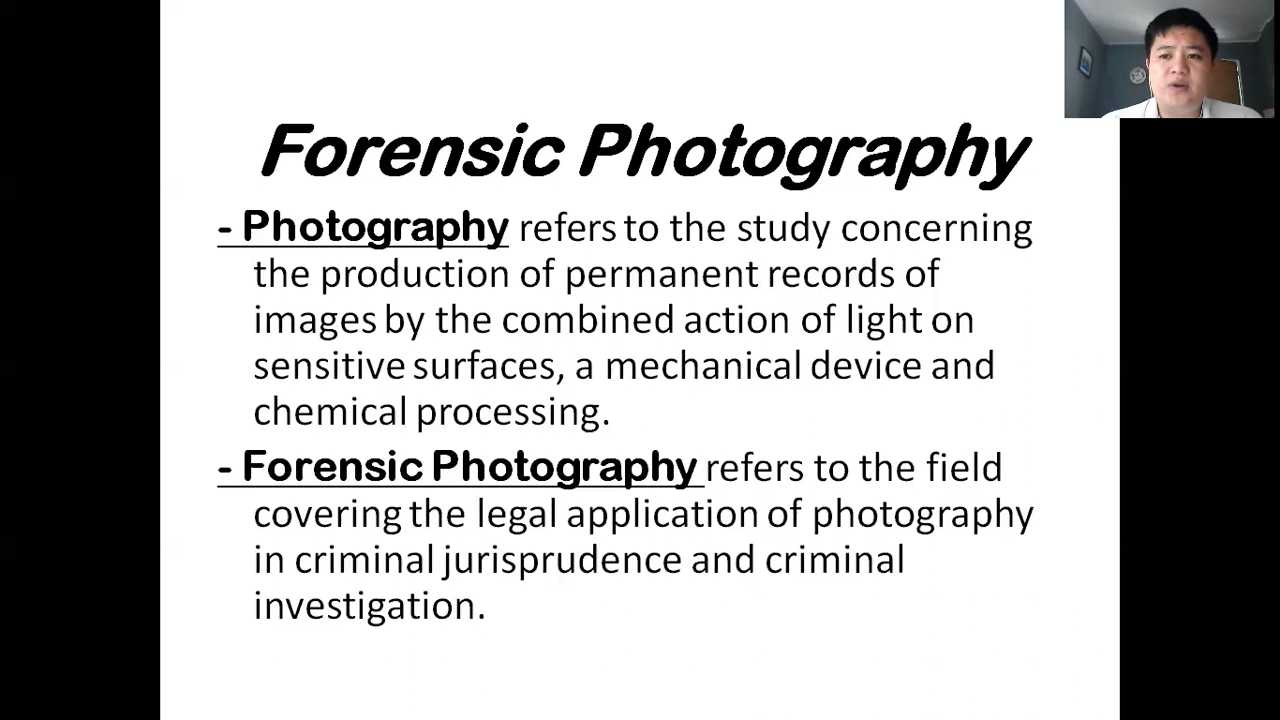 Forensic Photography
- Photography refers to the study concerning
the production of permanent records of
images by the combined action of light on
sensitive surfaces, a mechanical device and
chemical processing.
- Forensic Photography refers to the field
covering the legal application of photography
in criminal jurisprudence and criminal
investigation.